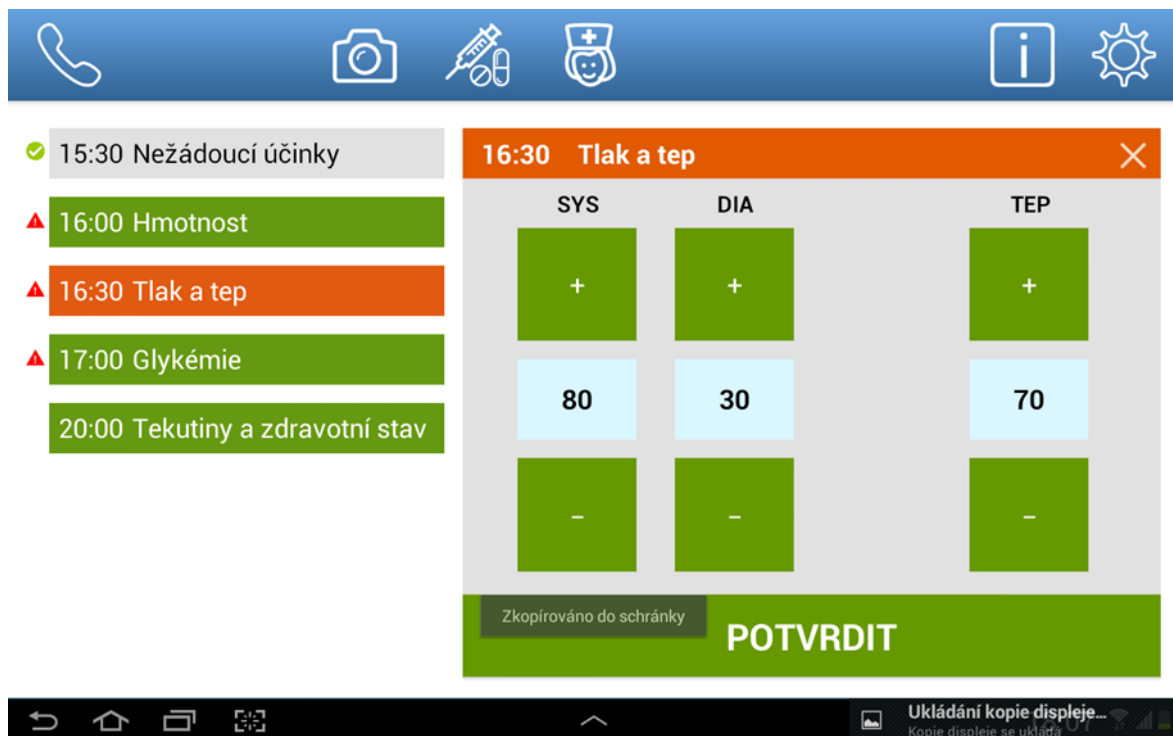 15:30 Nežádoucí účinky
16:00 Hmotnost
16:30 Tlak a tep
17:00 Glykémie
20:00 Tekutiny a zdravotní stav
16:30 Tlak a tep
SYS DIA TEP
+ + +
80 30 70
- - -
Zkopírováno do schránky
POTVRDIT
Ukládání kopie displeje...
Kopie displeje se ukládá